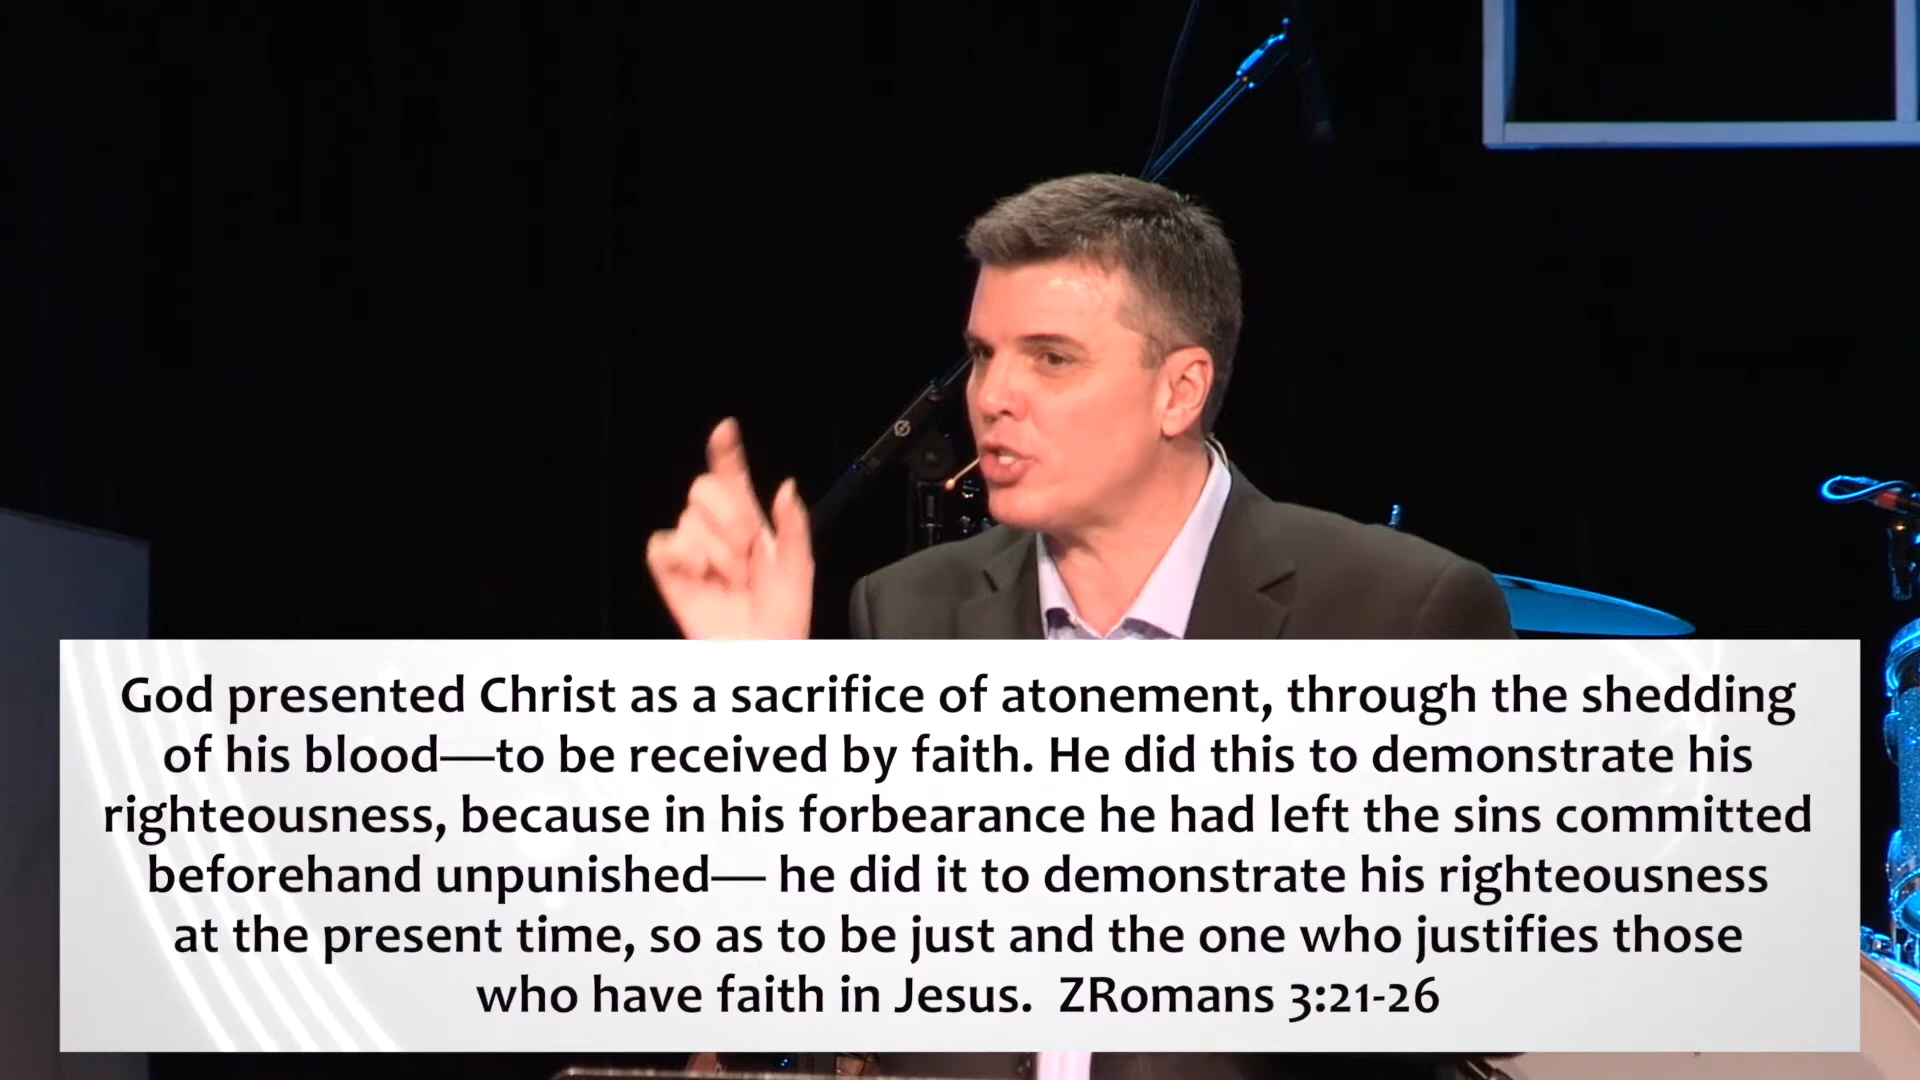 God presented Christ as a sacrifice of atonement, through the shedding
of his blood—to be received by faith. He did this to demonstrate his
righteousness, because in his forbearance he had left the sins committed
beforehand unpunished— he did it to demonstrate his righteousness
at the present time, so as to be just and the one who justifies those
who have faith in Jesus.  ZRomans 3:21-26